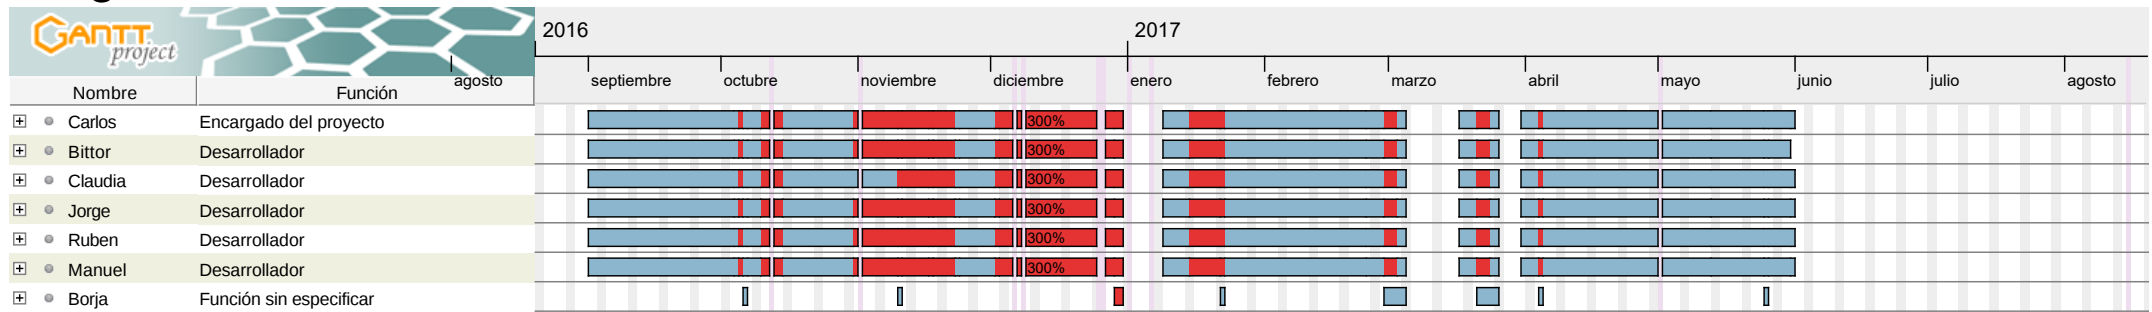 GANTT project
2016 2017
agosto septiembre octubre noviembre diciembre enero febrero marzo abril mayo junio julio agosto
Nombre Función
Carlos Encargado del proyecto 300%
Bittor Desarrollador 300%
Claudia Desarrollador 300%
Jorge Desarrollador 300%
Ruben Desarrollador 300%
Manuel Desarrollador 300%
Borja Función sin especificar